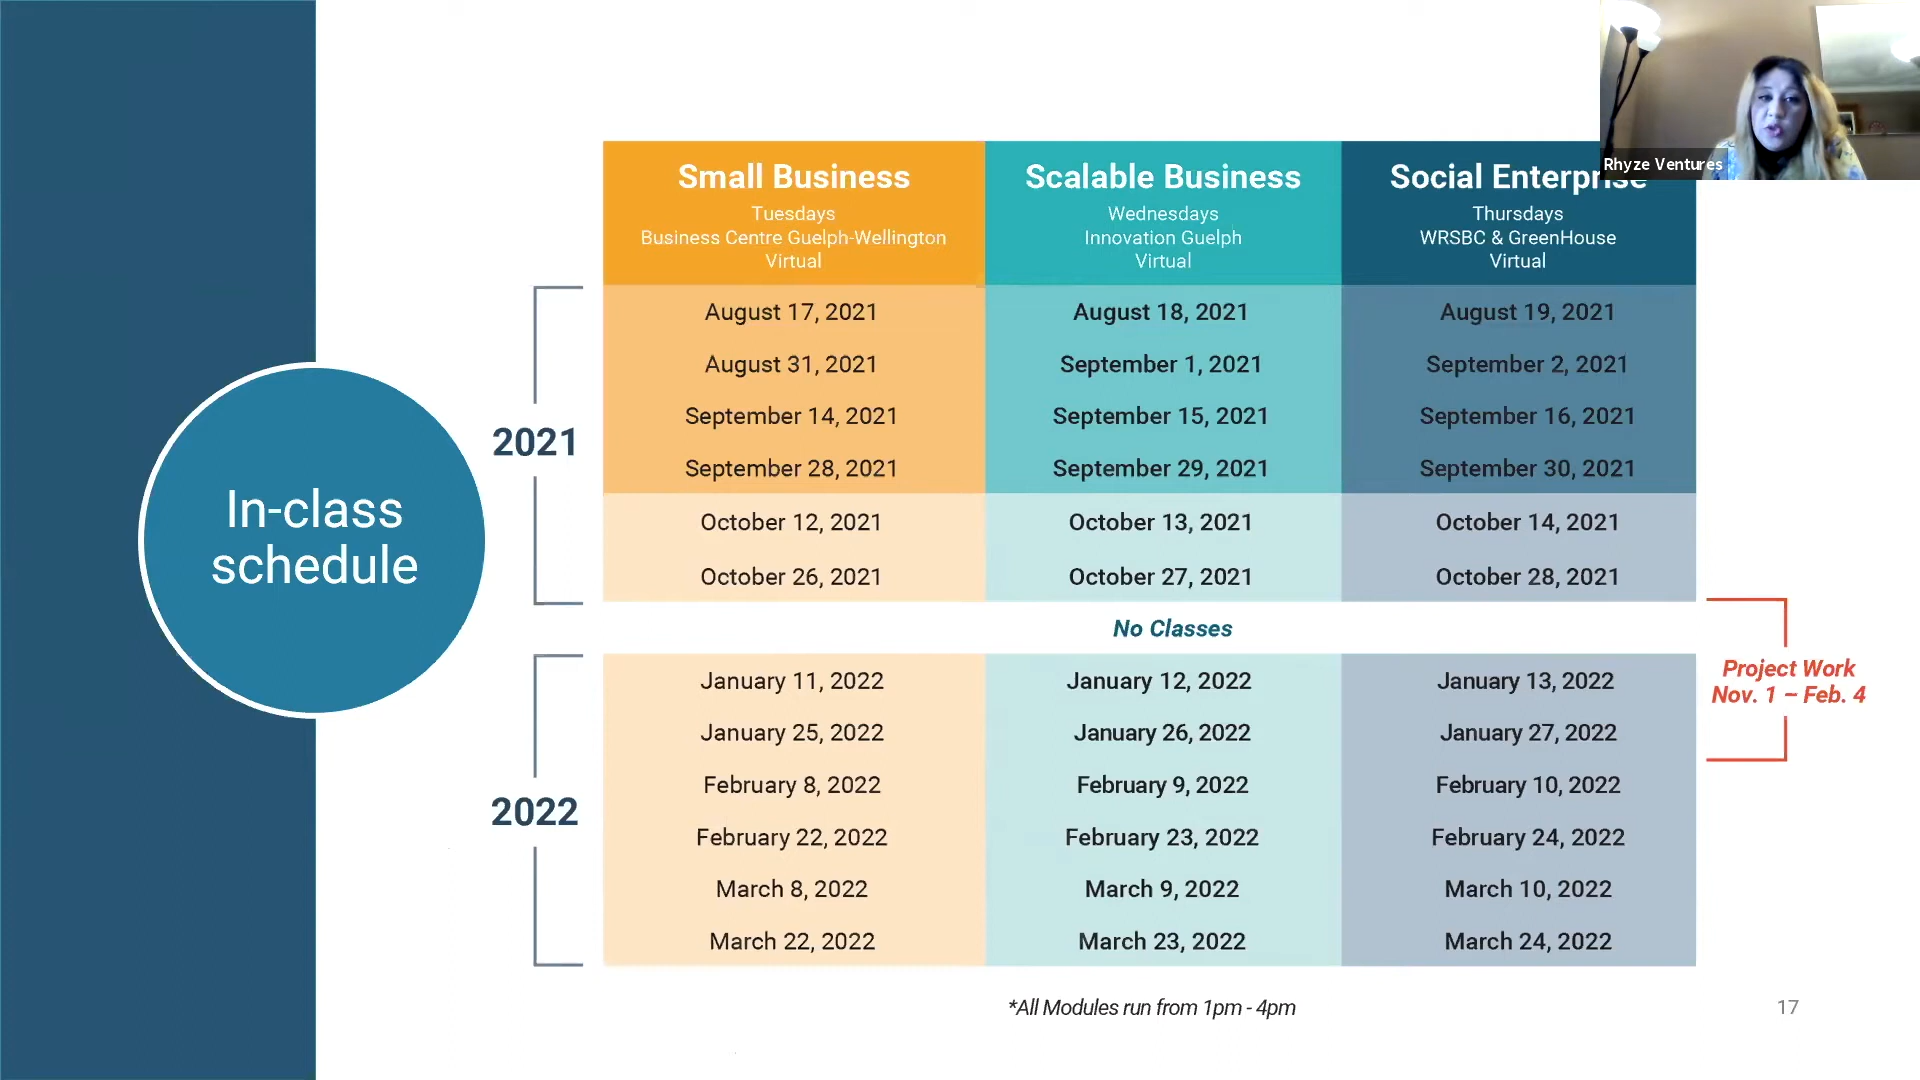 Rhyze Ventures
Small Business
Tuesdays
Business Centre Guelph-Wellington
Virtual
Scalable Business
Wednesdays
Innovation Guelph
Virtual
Social Enterprise
Thursdays
WRSBC & GreenHouse
Virtual
In-class
schedule
2021
August 17, 2021
August 18, 2021
August 19, 2021
August 31, 2021
September 1, 2021
September 2, 2021
September 14, 2021
September 15, 2021
September 16, 2021
September 28, 2021
September 29, 2021
September 30, 2021
October 12, 2021
October 13, 2021
October 14, 2021
October 26, 2021
October 27, 2021
October 28, 2021
No Classes
Project Work
Nov. 1 – Feb. 4
2022
January 11, 2022
January 12, 2022
January 13, 2022
January 25, 2022
January 26, 2022
January 27, 2022
February 8, 2022
February 9, 2022
February 10, 2022
February 22, 2022
February 23, 2022
February 24, 2022
March 8, 2022
March 9, 2022
March 10, 2022
March 22, 2022
March 23, 2022
March 24, 2022
*All Modules run from 1pm - 4pm
17